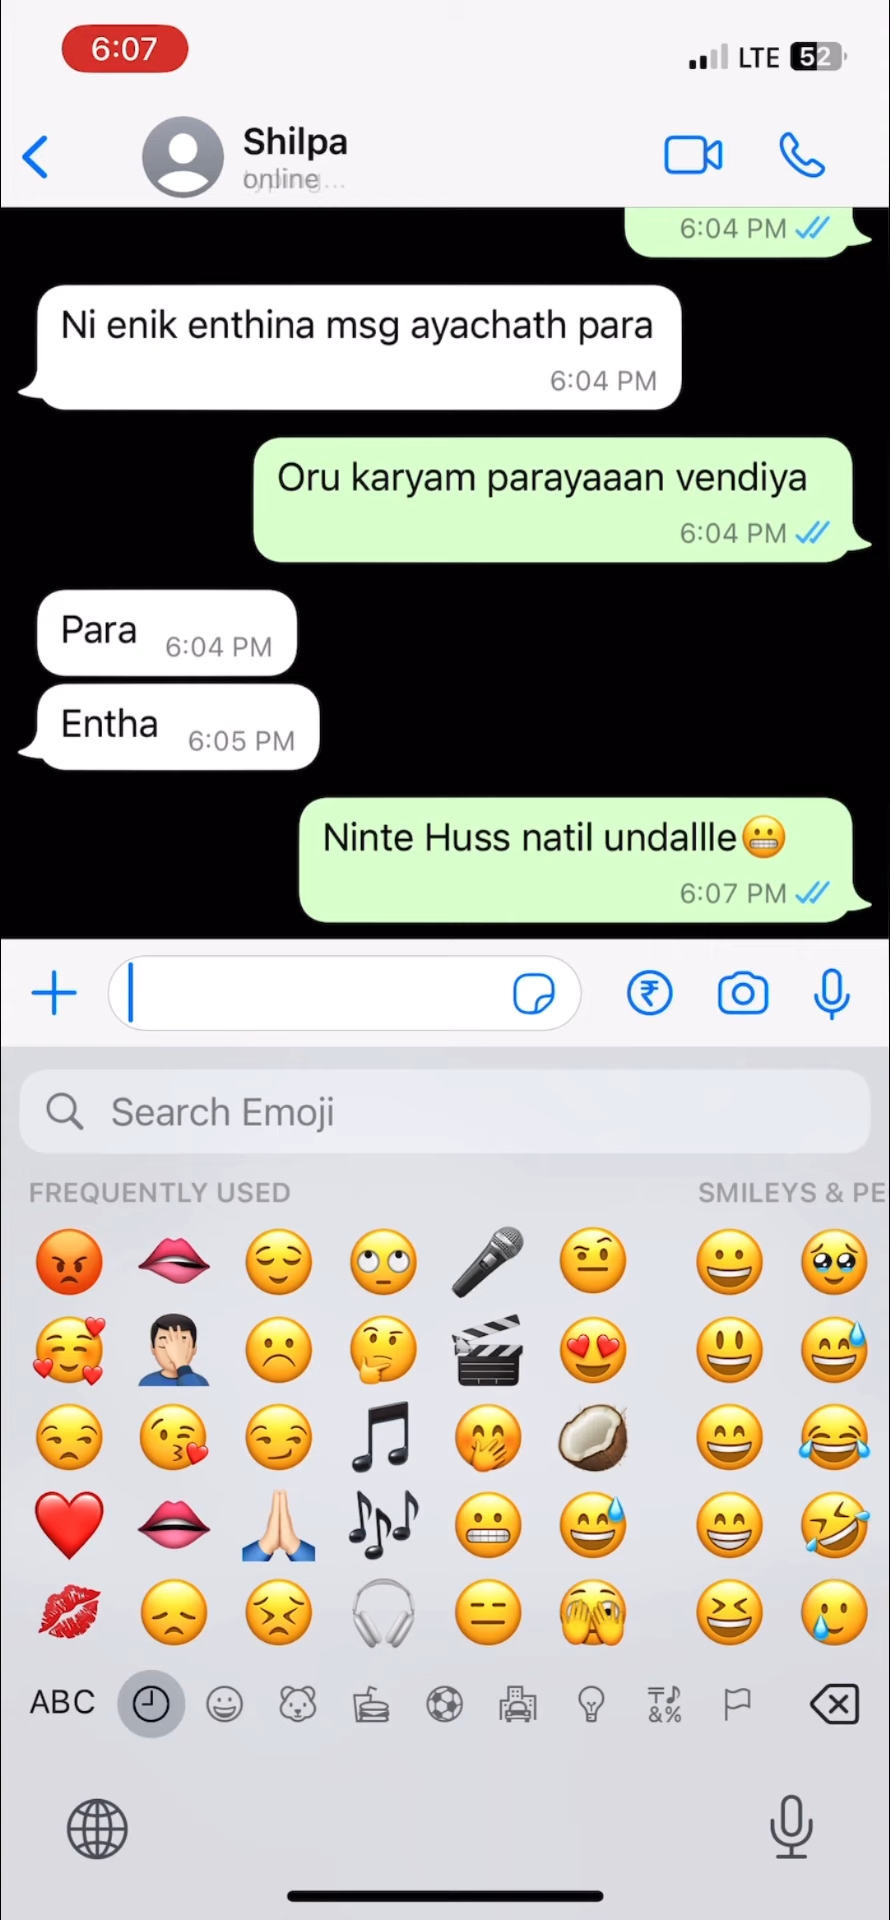 6:07
LTE 52
Shilpa
online
6:04 PM
Ni enik enthina msg ayachath para
6:04 PM
Oru karyam parayaaan vendiya
6:04 PM
Para
6:04 PM
Entha
6:05 PM
Ninte Huss natil undallle😬
6:07 PM
Search Emoji
FREQUENTLY USED
SMILEYS & PE
ABC